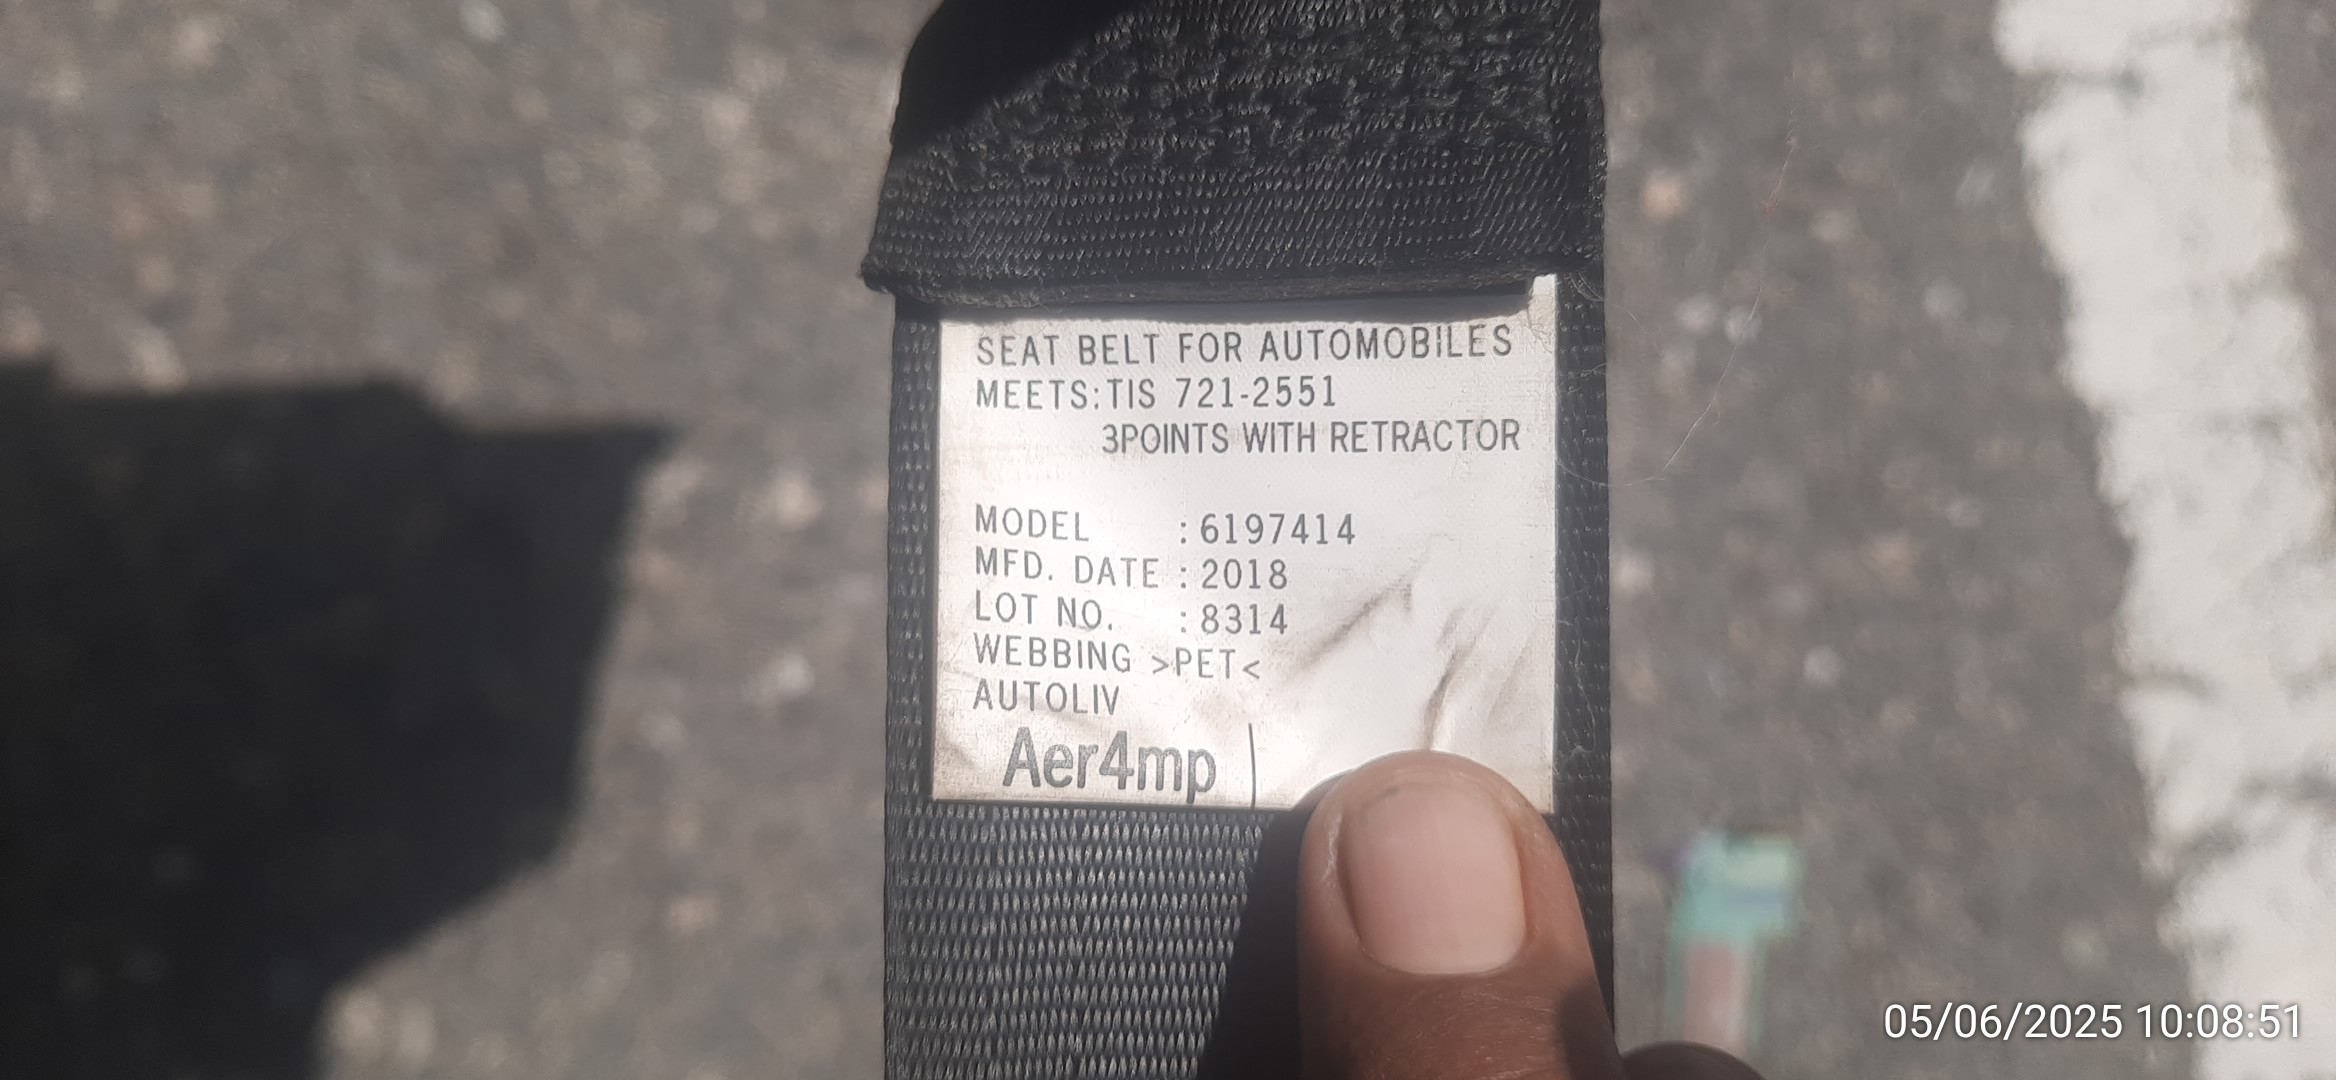 SEAT BELT FOR AUTOMOBILES
MEETS:TIS 721-2551
3POINTS WITH RETRACTOR
MODEL : 6197414
MFD. DATE : 2018
LOT NO. : 8314
WEBBING >PET<
AUTOLIV
Aer4mp
05/06/2025 10:08:51